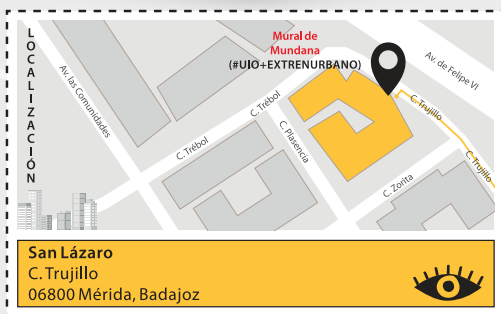 LOCALIZACIÓN
Mural de
Mundana
(#UIO+EXTRENURBANO)
Av. de Felipe VI
Av. las Comunidades
C. Trébol
C. Trujillo
C. Plasencia
C. Trébol
C. Trujillo
C. Zorita
San Lázaro
C. Trujillo
06800 Mérida, Badajoz